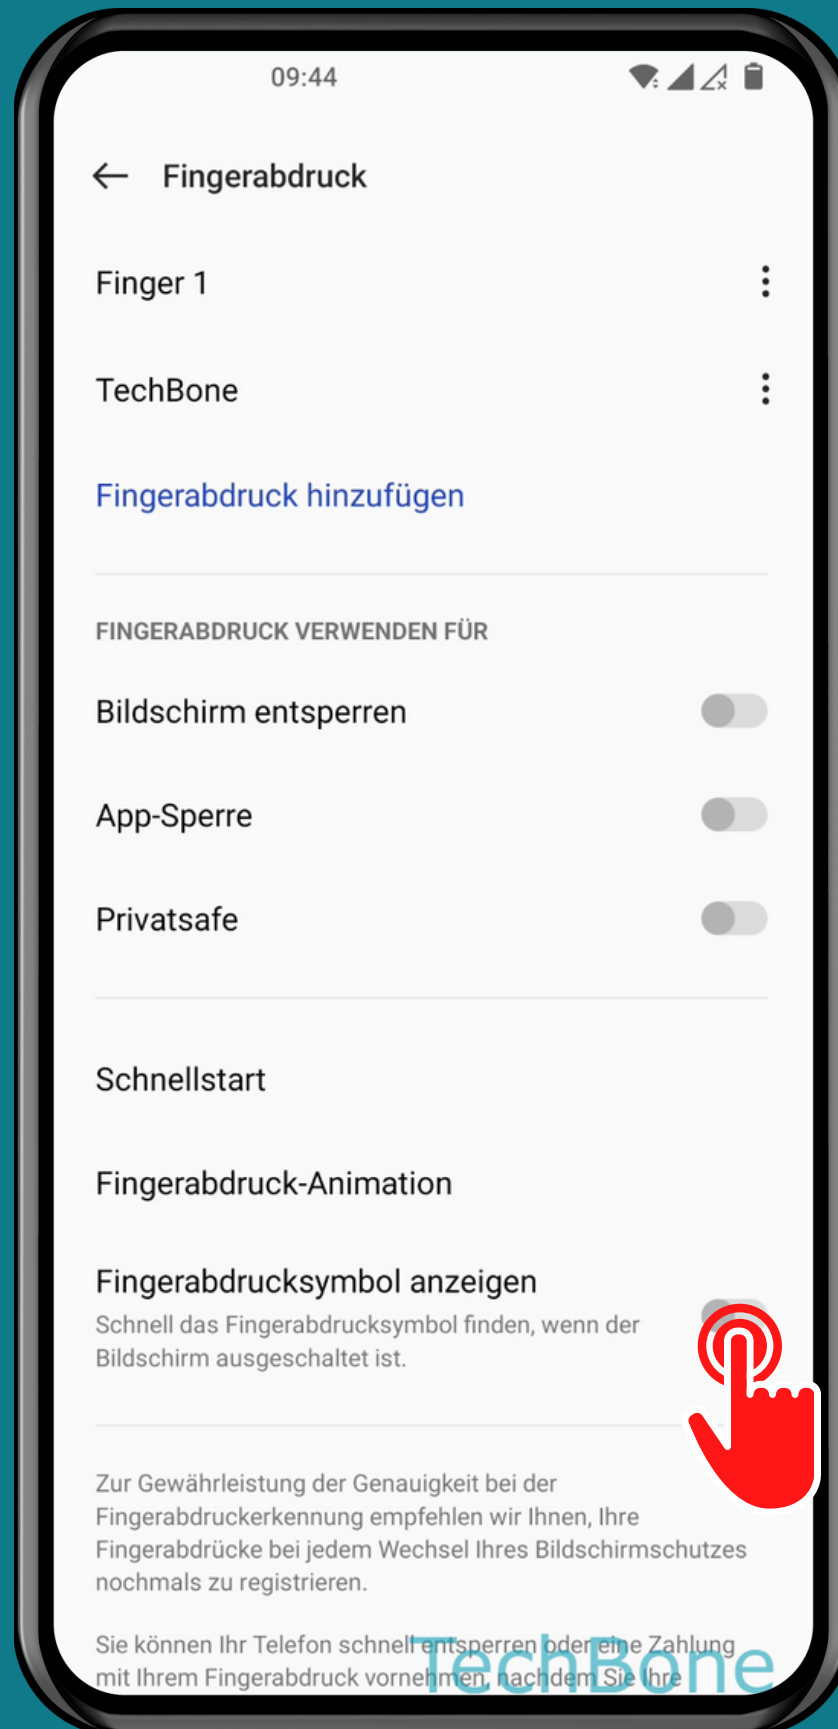 09:44
Fingerabdruck
Finger 1
TechBone
Fingerabdruck hinzufügen
FINGERABDRUCK VERWENDEN FÜR
Bildschirm entsperren
App-Sperre
Privatsafe
Schnellstart
Fingerabdruck-Animation
Fingerabdrucksymbol anzeigen
Schnell das Fingerabdrucksymbol finden, wenn der
Bildschirm ausgeschaltet ist.
Zur Gewährleistung der Genauigkeit bei der
Fingerabdruckerkennung empfehlen wir Ihnen, Ihre
Fingerabdrücke bei jedem Wechsel Ihres Bildschirmschutzes
nochmals zu registrieren.
Sie können Ihr Telefon schnell entsperren oder eine Zahlung
mit Ihrem Fingerabdruck vornehmen, nachdem Sie Ihre
TechBone